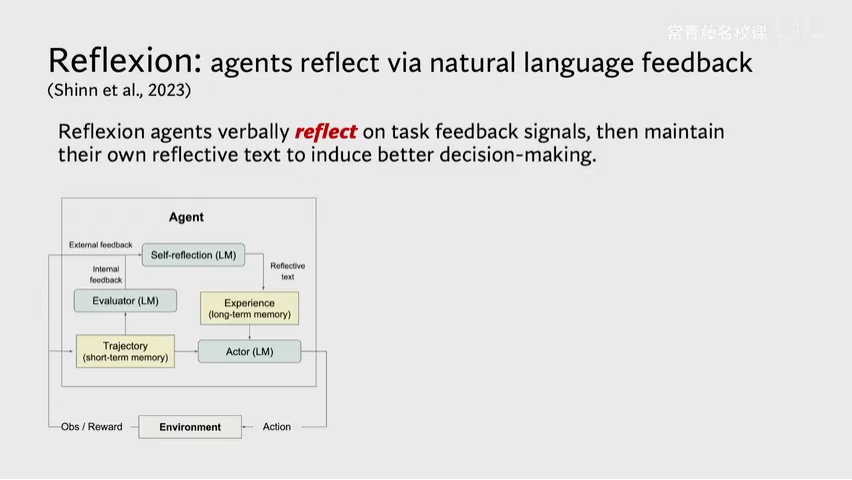 常青藤名校课
Reflexion: agents reflect via natural language feedback
(Shinn et al., 2023)
Reflexion agents verbally reflect on task feedback signals, then maintain
their own reflective text to induce better decision-making.
Agent
External feedback
Self-reflection (LM)
Internal
feedback
Reflective
text
Evaluator (LM)
Experience
(long-term memory)
Trajectory
(short-term memory)
Actor (LM)
Obs / Reward
Environment
Action